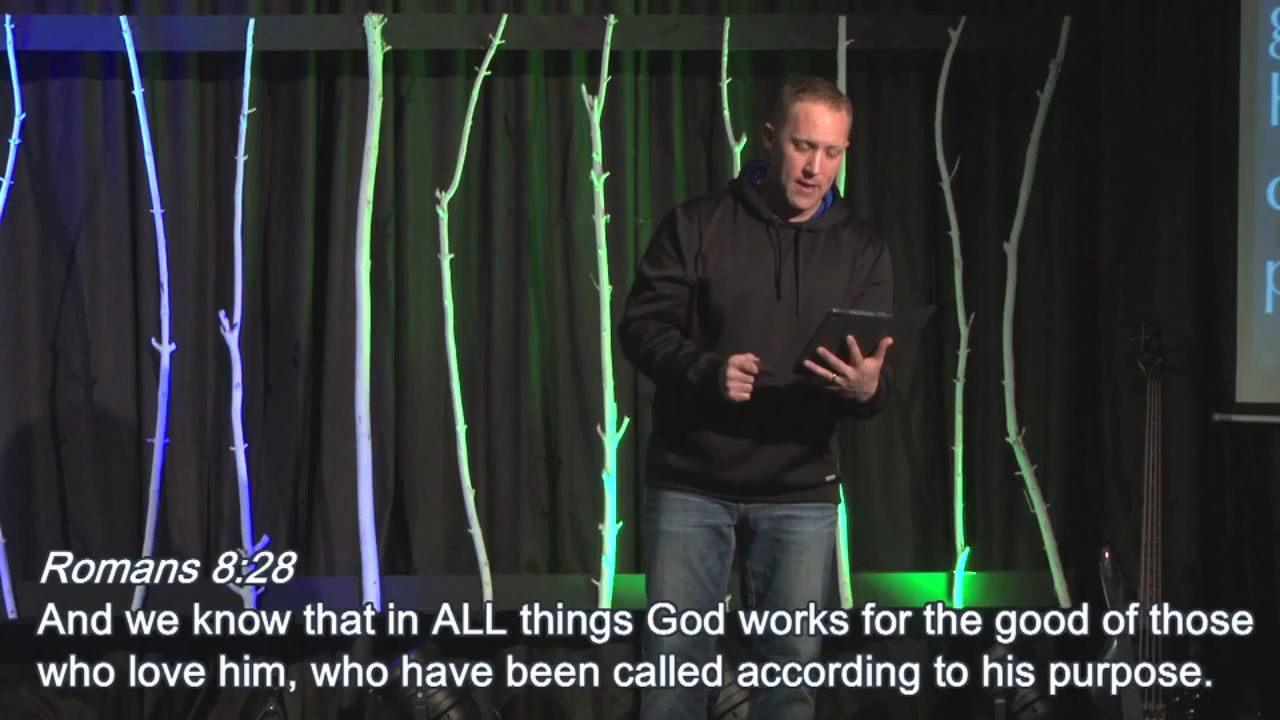 Romans 8:28
And we know that in ALL things God works for the good of those
who love him, who have been called according to his purpose.